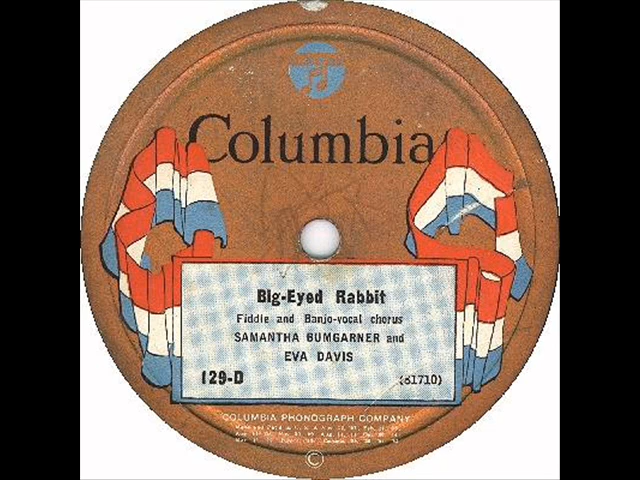 Columbia
Big-Eyed Rabbit
Fiddle and Banjo-vocal chorus
SAMANTHA BUMGARNER and
EVA DAVIS
129-D (81710)
COLUMBIA PHONOGRAPH COMPANY
©